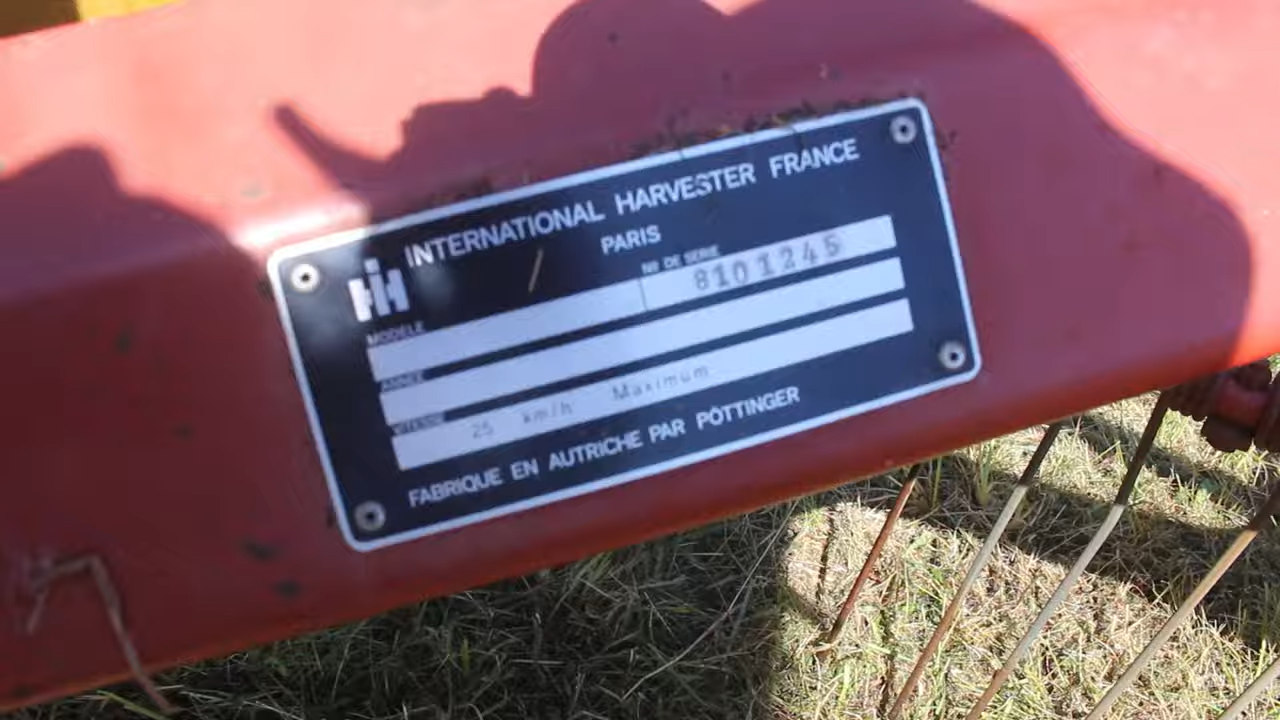 INTERNATIONAL HARVESTER FRANCE
PARIS
IH
MODELE
Nº DE SERIE
8101245
ANNEE
VITESSE
25 km/h Maximum
FABRIQUE EN AUTRICHE PAR PÖTTINGER